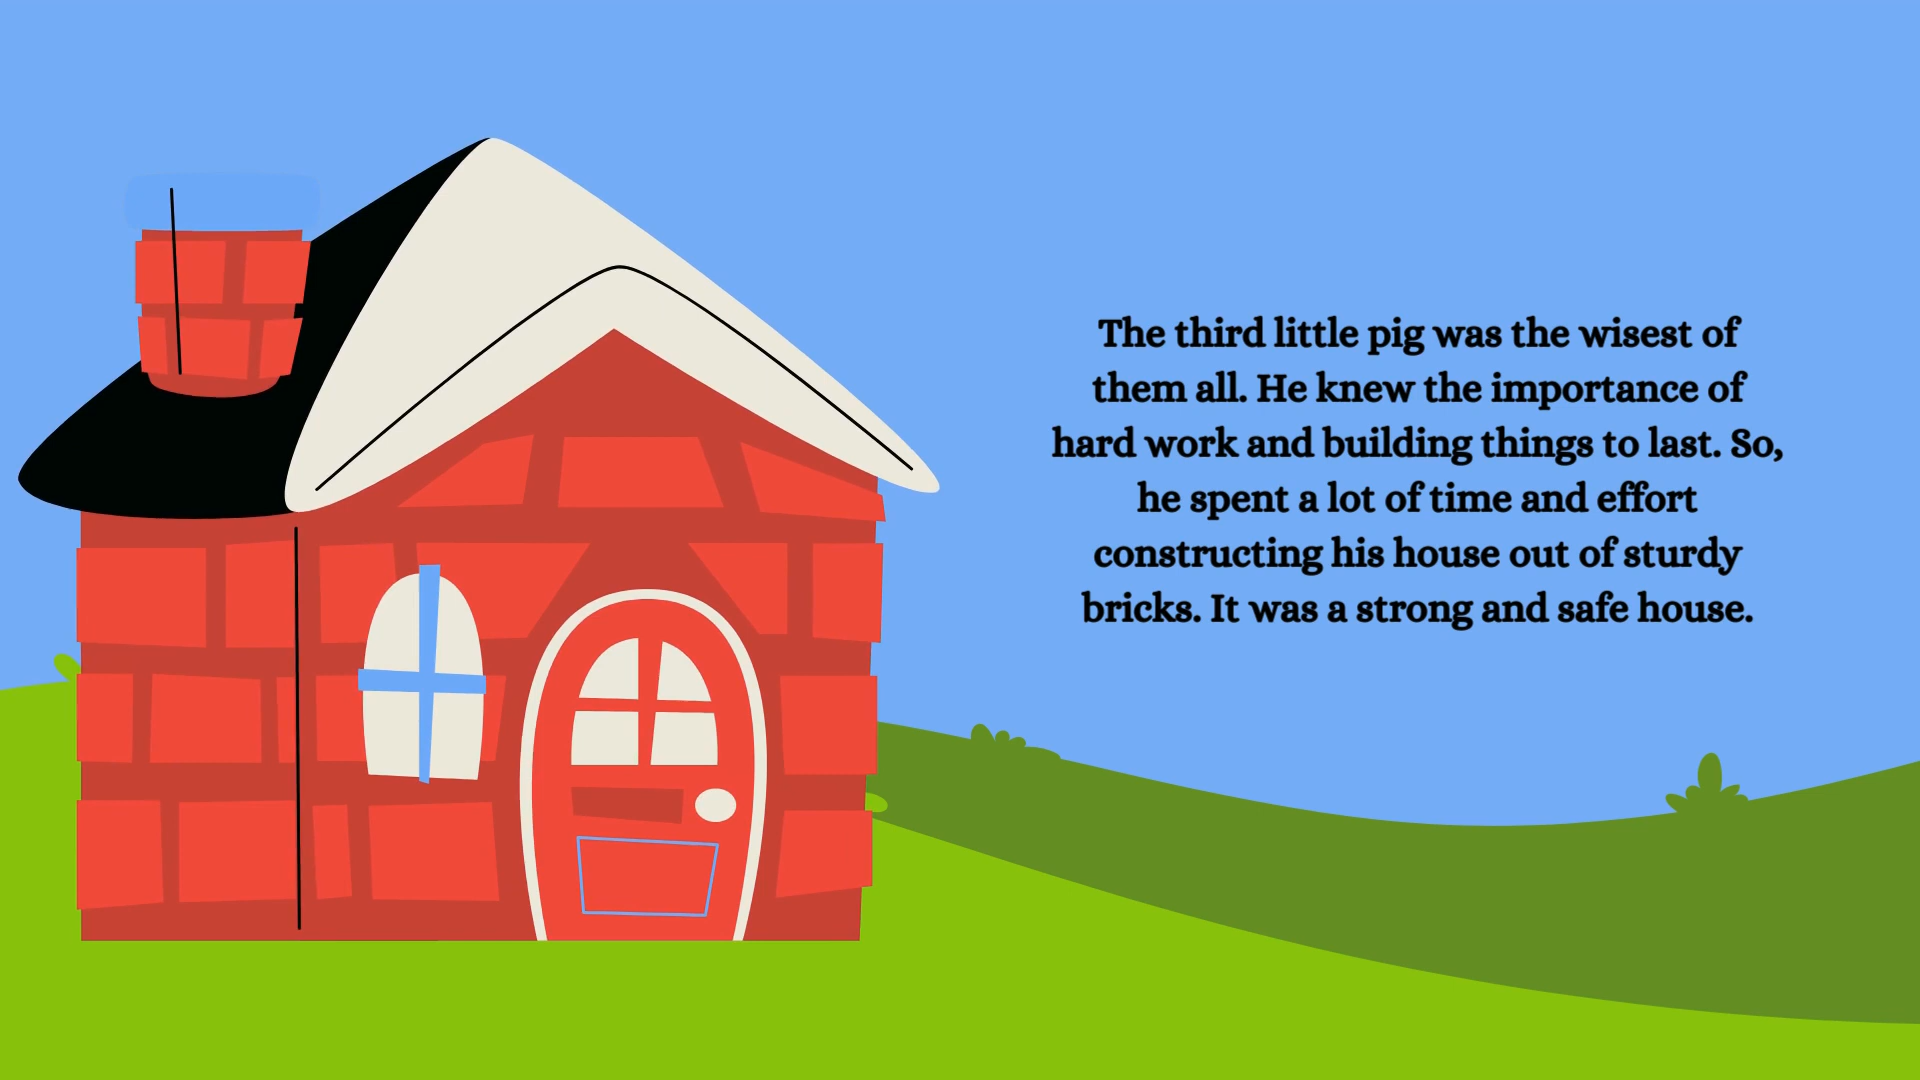 The third little pig was the wisest of
them all. He knew the importance of
hard work and building things to last. So,
he spent a lot of time and effort
constructing his house out of sturdy
bricks. It was a strong and safe house.